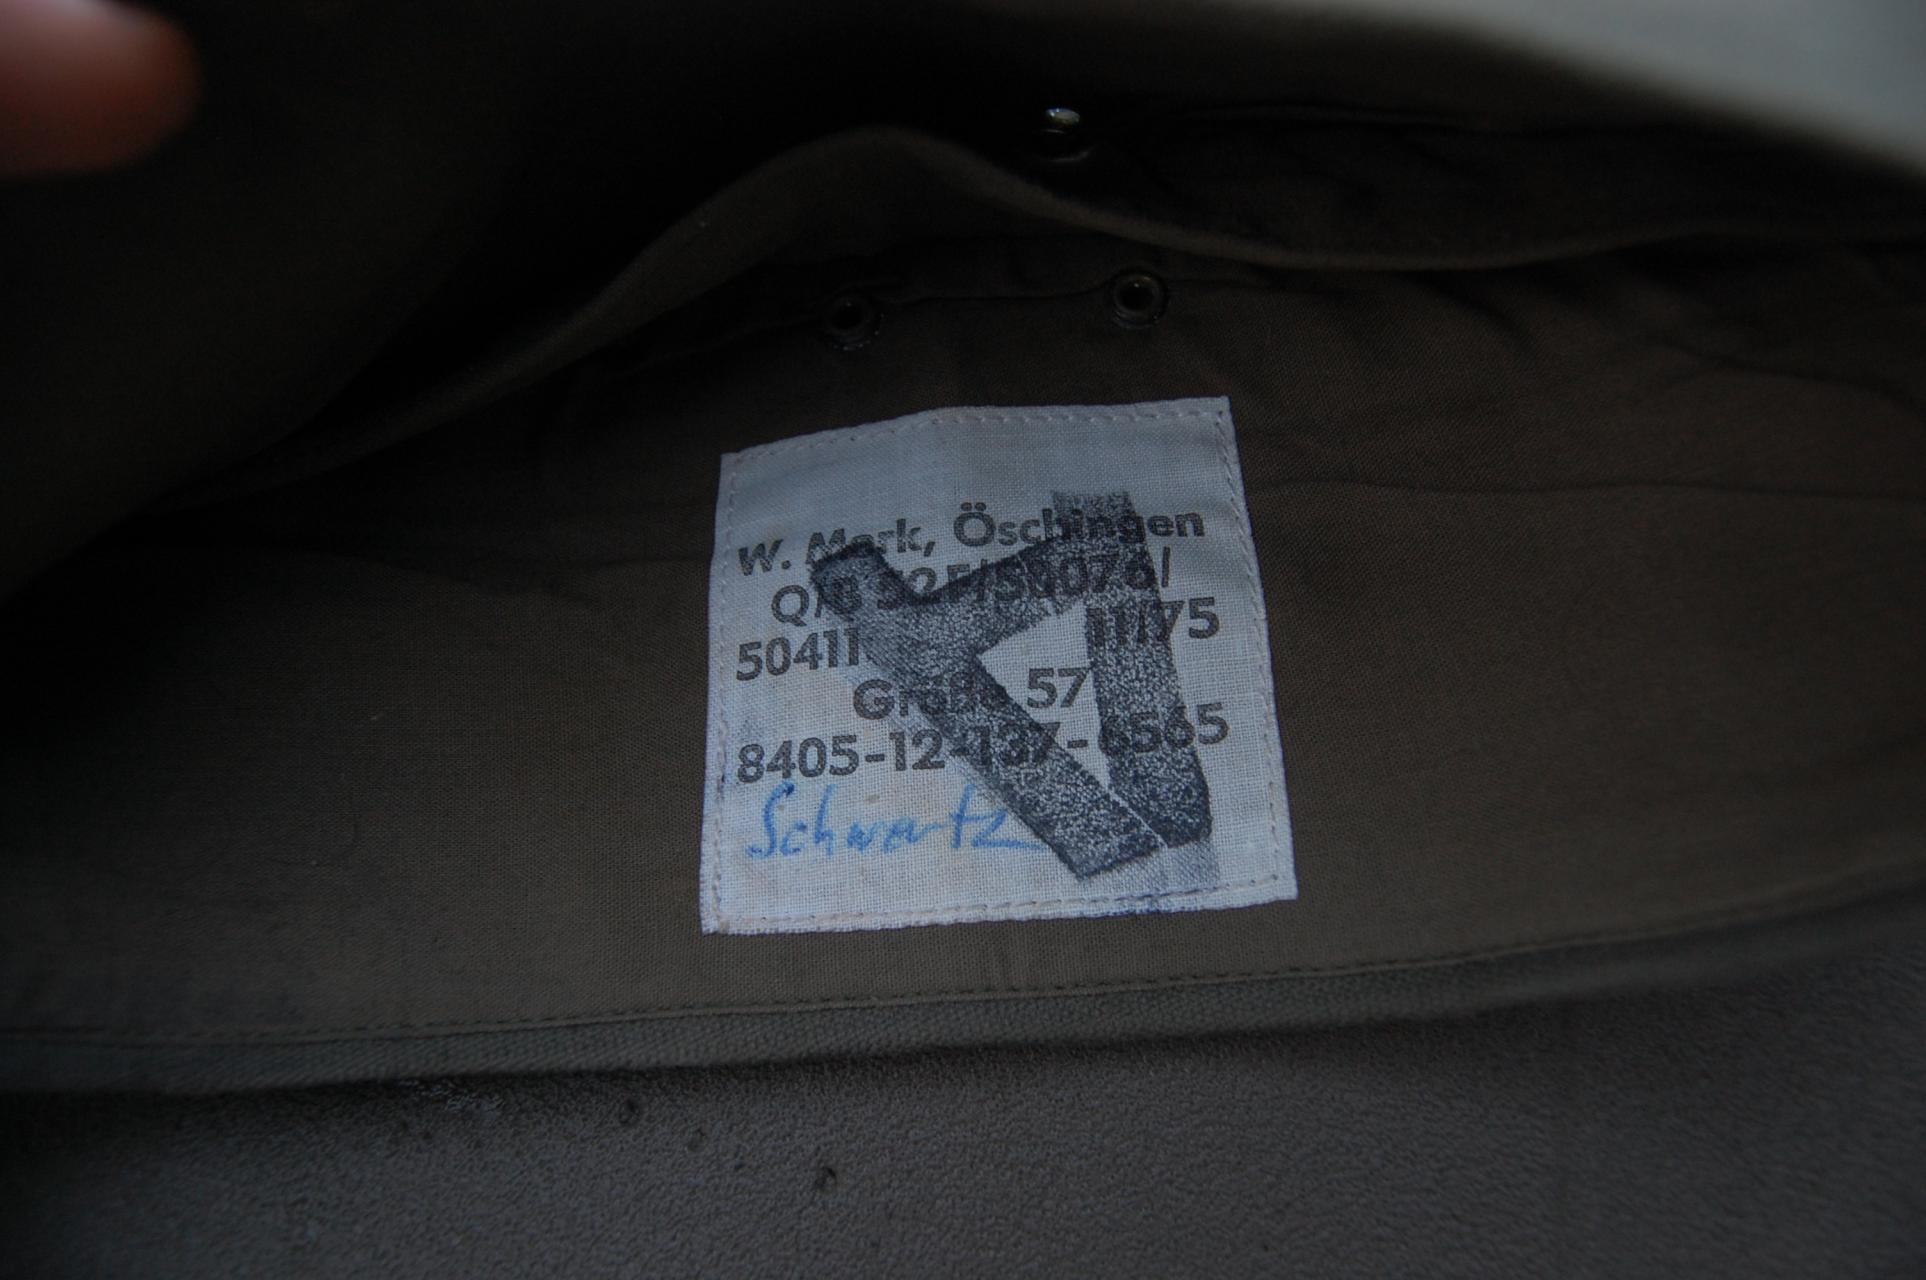 W. Merk, Öschingen
50411 11/75
Größe 57
8405-12-137-6565
Schwartz